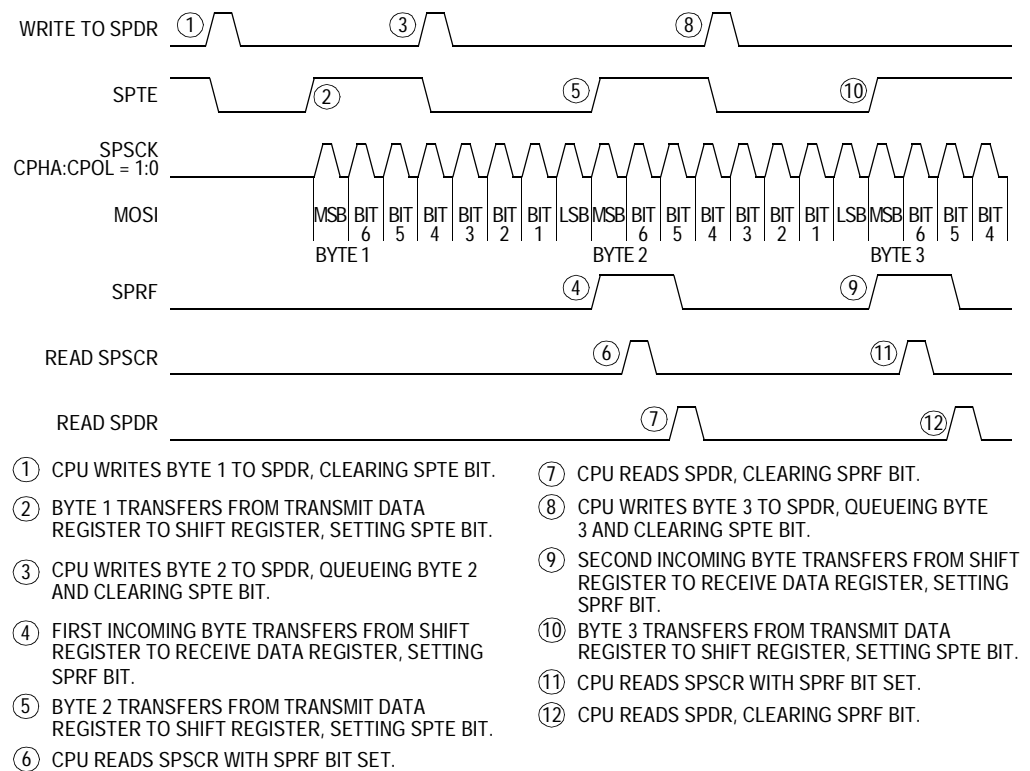 WRITE TO SPDR 1 3 8
SPTE 2 5 10
SPSCK
CPHA:CPOL = 1:0
MOSI MSB BIT 6 BIT 5 BIT 4 BIT 3 BIT 2 BIT 1 LSB MSB BIT 6 BIT 5 BIT 4 BIT 3 BIT 2 BIT 1 LSB MSB BIT 6 BIT 5 BIT 4
BYTE 1 BYTE 2 BYTE 3
SPRF 4 9
READ SPSCR 6 11
READ SPDR 7 12
1 CPU WRITES BYTE 1 TO SPDR, CLEARING SPTE BIT.
2 BYTE 1 TRANSFERS FROM TRANSMIT DATA
REGISTER TO SHIFT REGISTER, SETTING SPTE BIT.
3 CPU WRITES BYTE 2 TO SPDR, QUEUEING BYTE 2
AND CLEARING SPTE BIT.
4 FIRST INCOMING BYTE TRANSFERS FROM SHIFT
REGISTER TO RECEIVE DATA REGISTER, SETTING
SPRF BIT.
5 BYTE 2 TRANSFERS FROM TRANSMIT DATA
REGISTER TO SHIFT REGISTER, SETTING SPTE BIT.
6 CPU READS SPSCR WITH SPRF BIT SET.
7 CPU READS SPDR, CLEARING SPRF BIT.
8 CPU WRITES BYTE 3 TO SPDR, QUEUEING BYTE
3 AND CLEARING SPTE BIT.
9 SECOND INCOMING BYTE TRANSFERS FROM SHIFT
REGISTER TO RECEIVE DATA REGISTER, SETTING
SPRF BIT.
10 BYTE 3 TRANSFERS FROM TRANSMIT DATA
REGISTER TO SHIFT REGISTER, SETTING SPTE BIT.
11 CPU READS SPSCR WITH SPRF BIT SET.
12 CPU READS SPDR, CLEARING SPRF BIT.